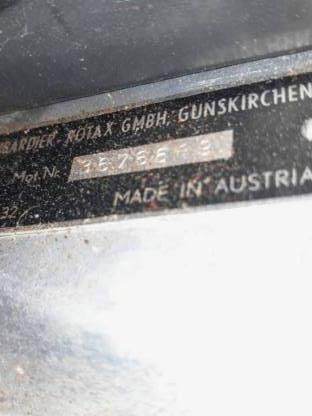 BARDIER-ROTAX GMBH. GUNSKIRCHEN
Mot.Nr.
MADE IN AUSTRIA